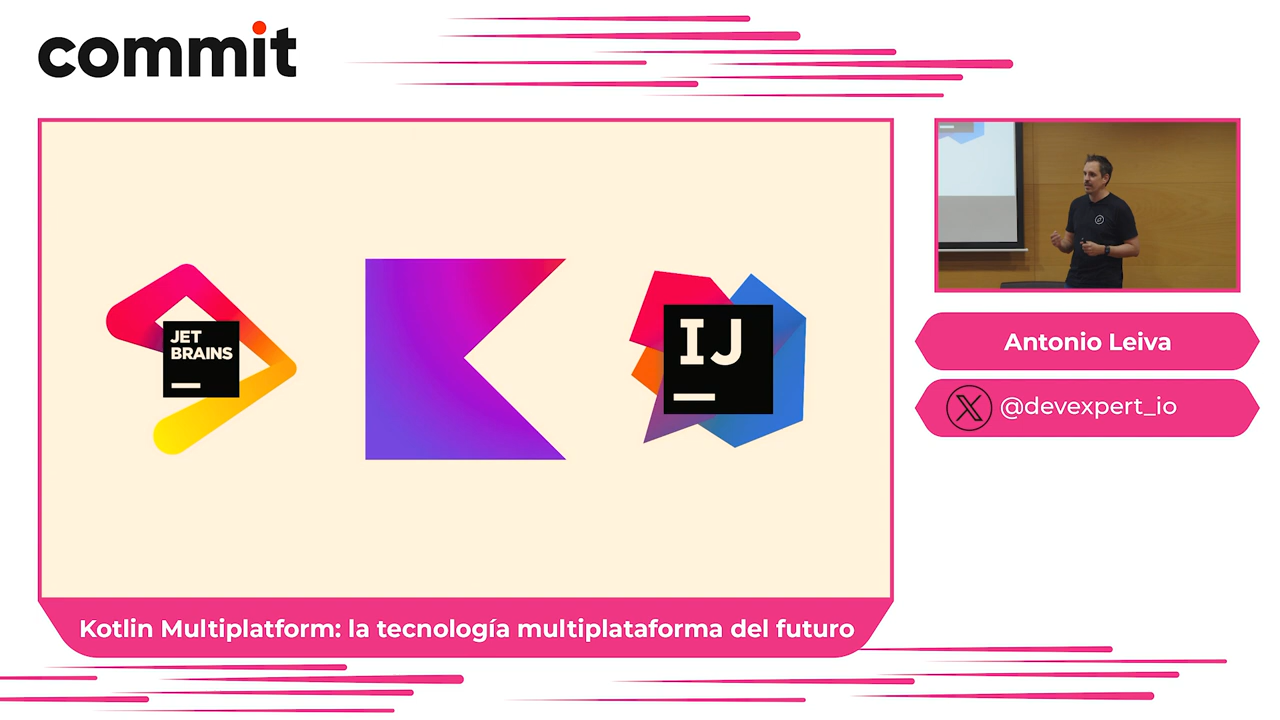 commit
JET
BRAINS
IJ
Antonio Leiva
@devexpert_io
Kotlin Multiplatform: la tecnología multiplataforma del futuro